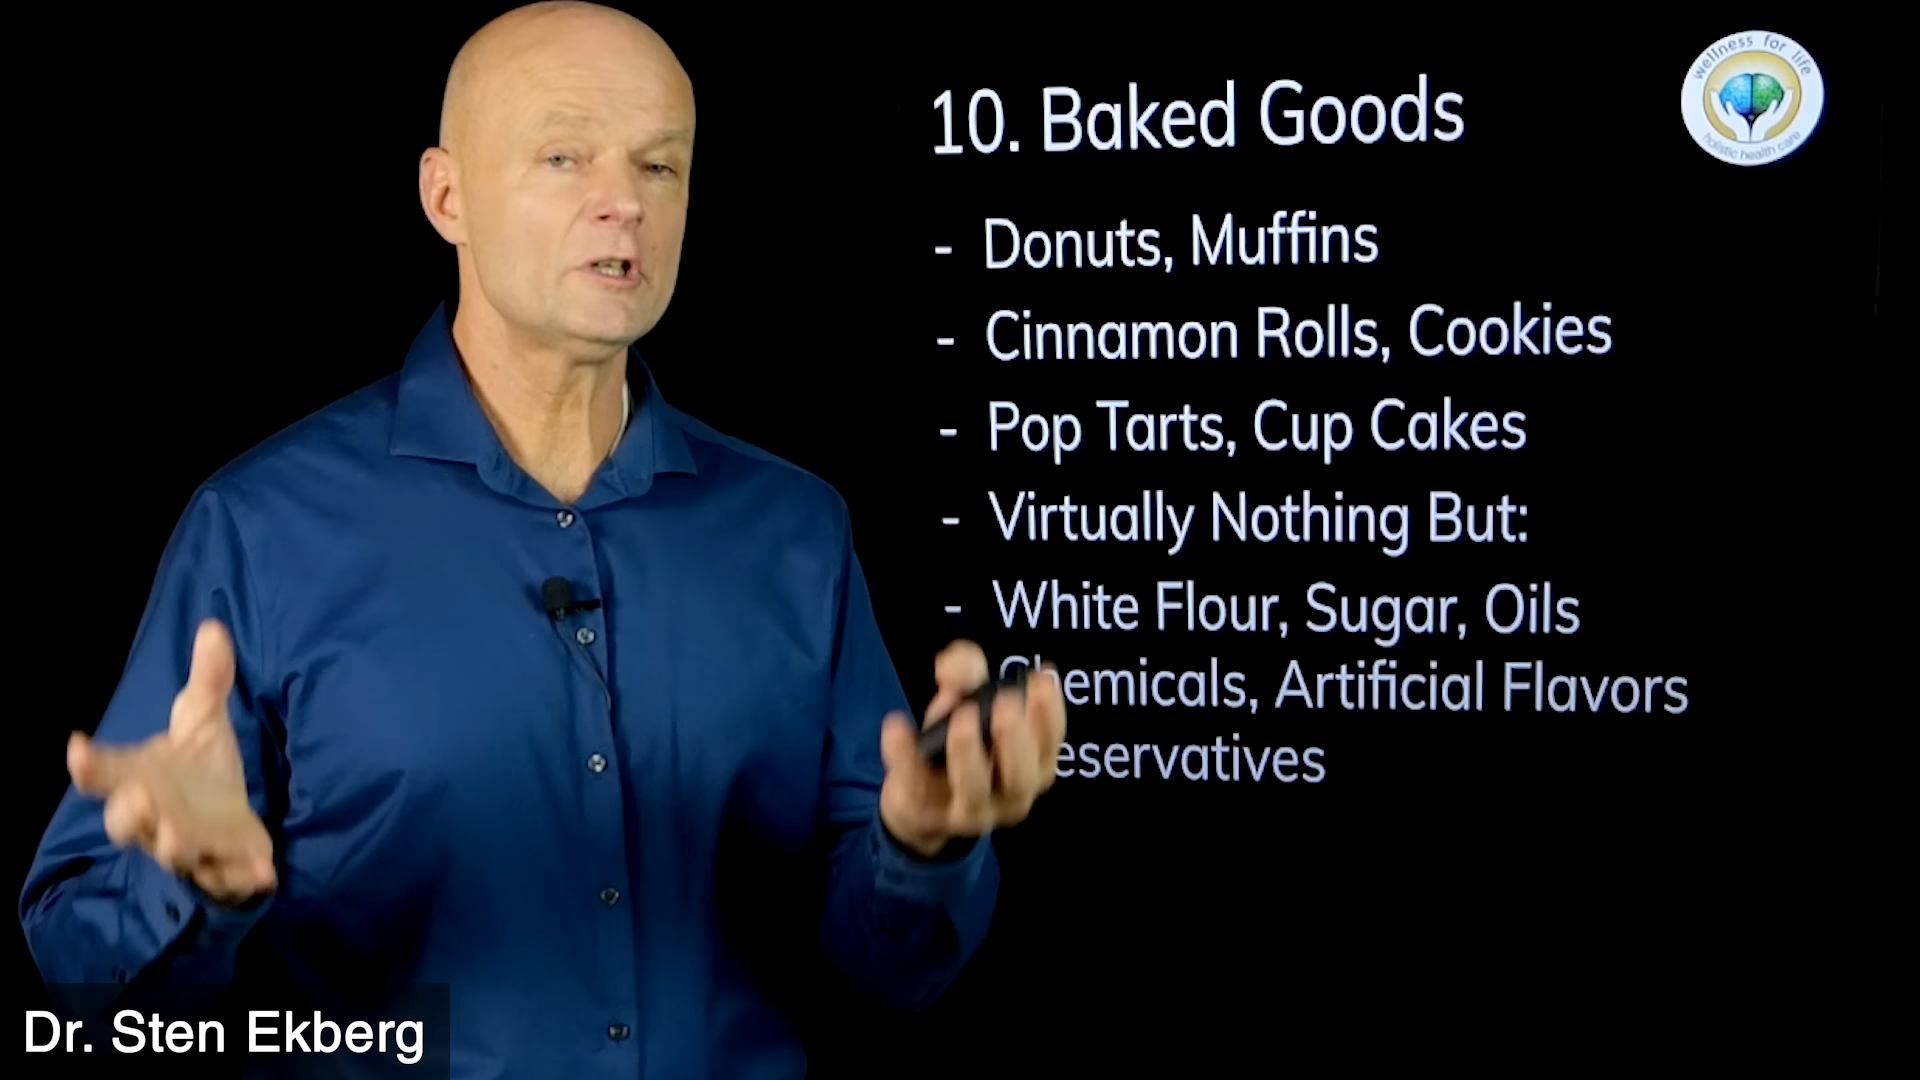 wellness for life
holistic health care
10. Baked Goods
- Donuts, Muffins
- Cinnamon Rolls, Cookies
- Pop Tarts, Cup Cakes
- Virtually Nothing But:
- White Flour, Sugar, Oils
Chemicals, Artificial Flavors
eservatives
Dr. Sten Ekberg